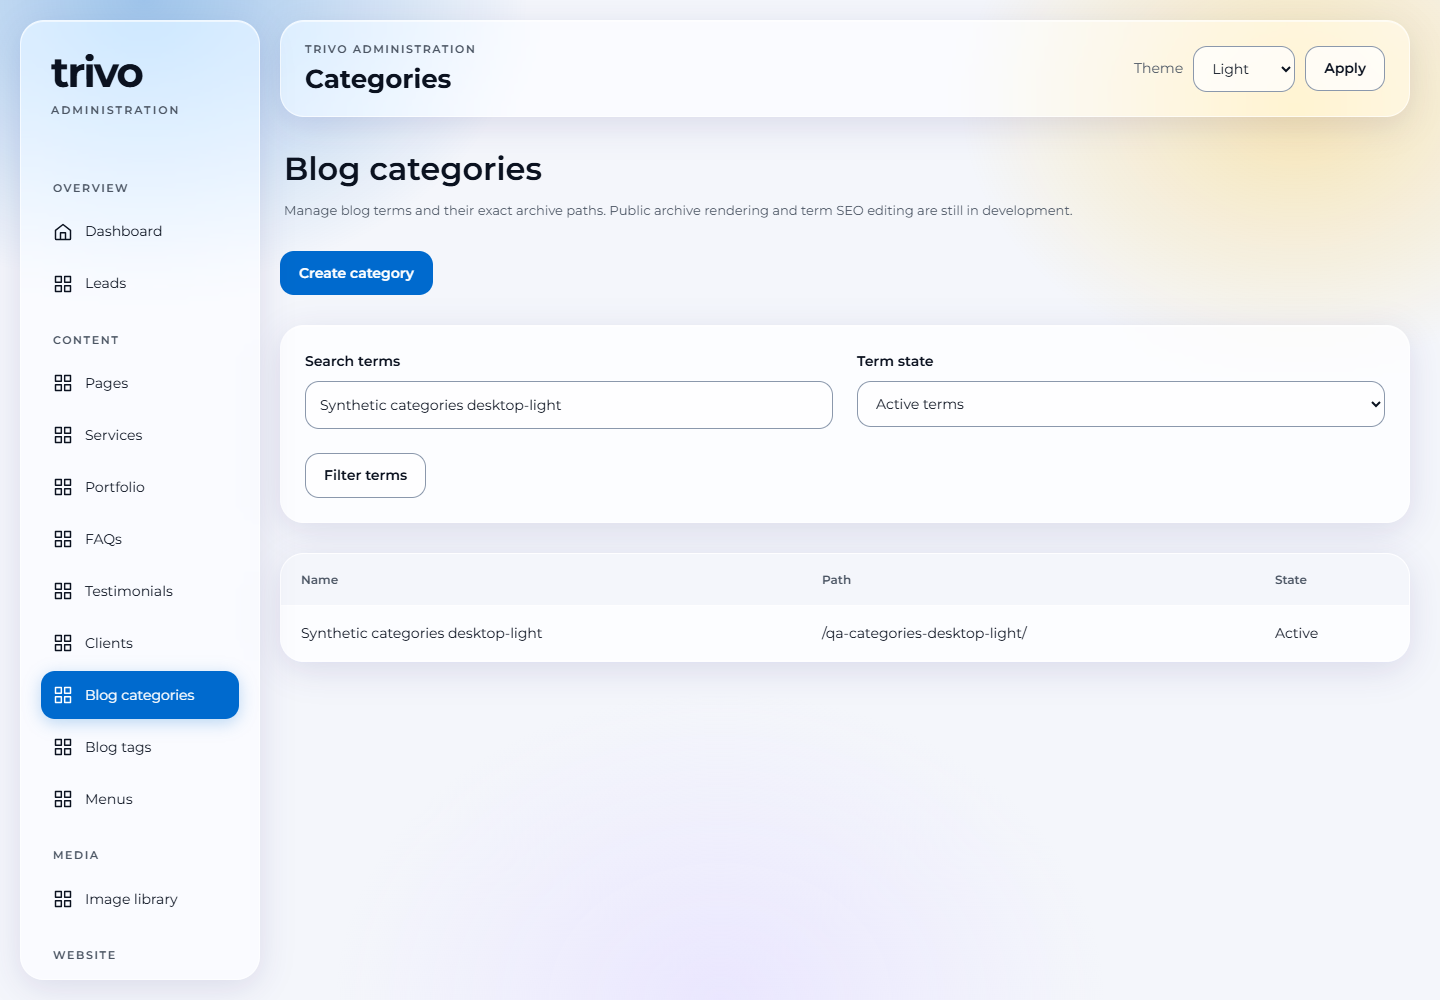 trivo
ADMINISTRATION
OVERVIEW
Dashboard
Leads
CONTENT
Pages
Services
Portfolio
FAQs
Testimonials
Clients
Blog categories
Blog tags
Menus
MEDIA
Image library
WEBSITE
TRIVO ADMINISTRATION
Categories
Theme
Light
Apply
Blog categories
Manage blog terms and their exact archive paths. Public archive rendering and term SEO editing are still in development.
Create category
Search terms
Term state
Synthetic categories desktop-light
Active terms
Filter terms
Name
Path
State
Synthetic categories desktop-light
/qa-categories-desktop-light/
Active